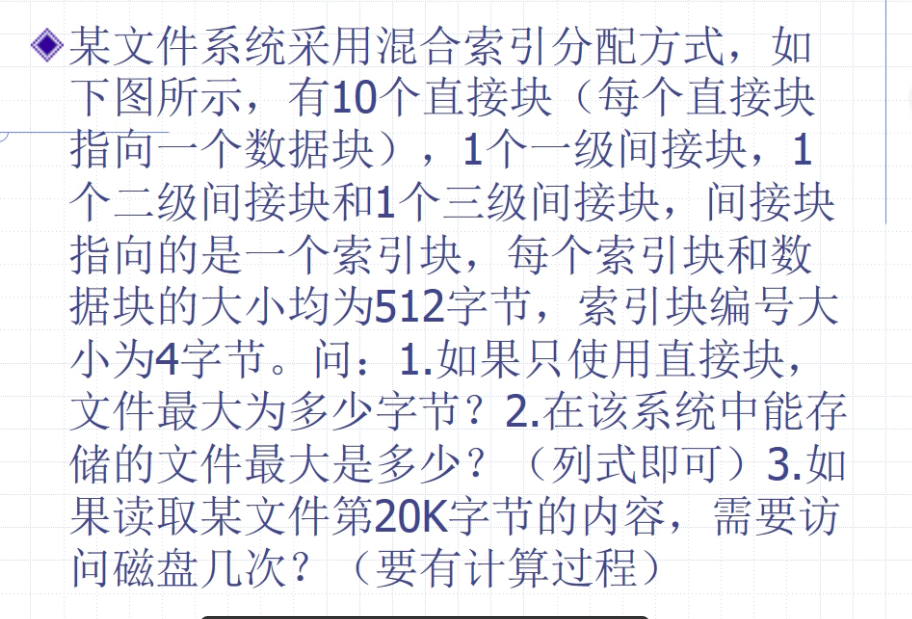 某文件系统采用混合索引分配方式，如
下图所示，有10个直接块（每个直接块
指向一个数据块），1个一级间接块，1
个二级间接块和1个三级间接块，间接块
指向的是一个索引块，每个索引块和数
据块的大小均为512字节，索引块编号大
小为4字节。问：1.如果只使用直接块，
文件最大为多少字节？2.在该系统中能存
储的文件最大是多少？（列式即可）3.如
果读取某文件第20K字节的内容，需要访
问磁盘几次？（要有计算过程）